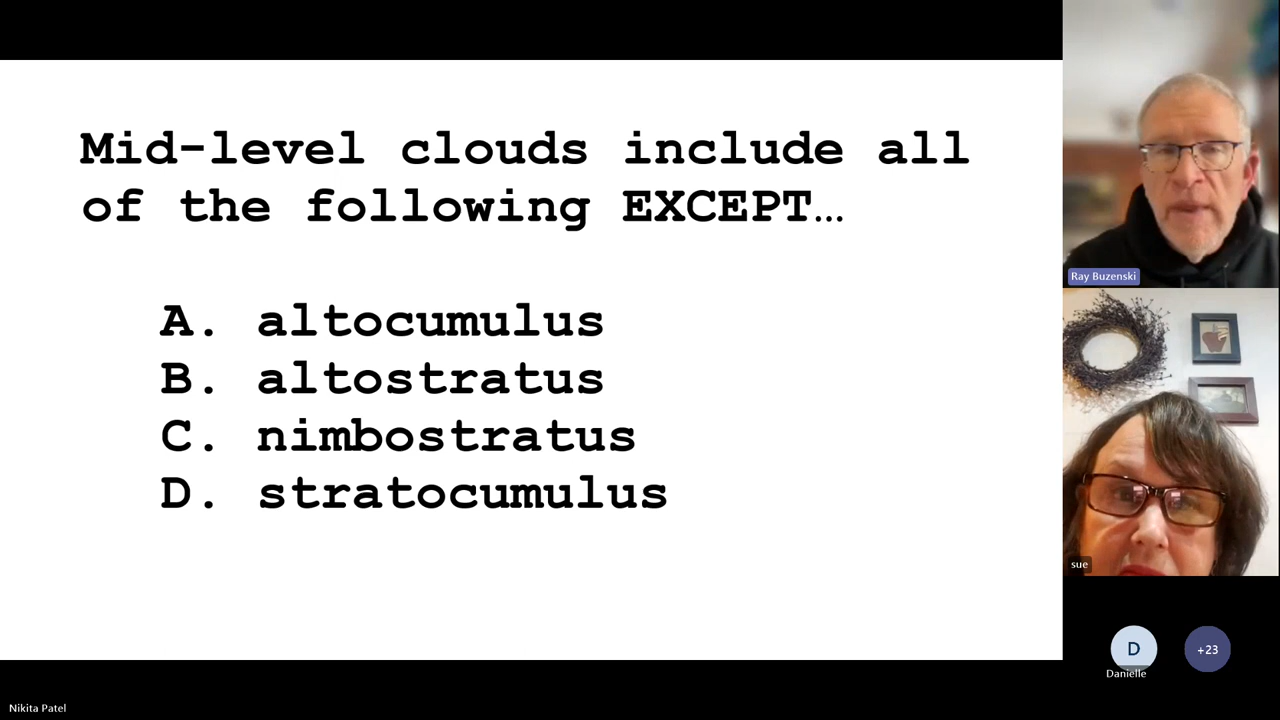 Mid-level clouds include all
of the following EXCEPT…
A. altocumulus
B. altostratus
C. nimbostratus
D. stratocumulus
Ray Buzenski
sue
D
+23
Danielle
Nikita Patel